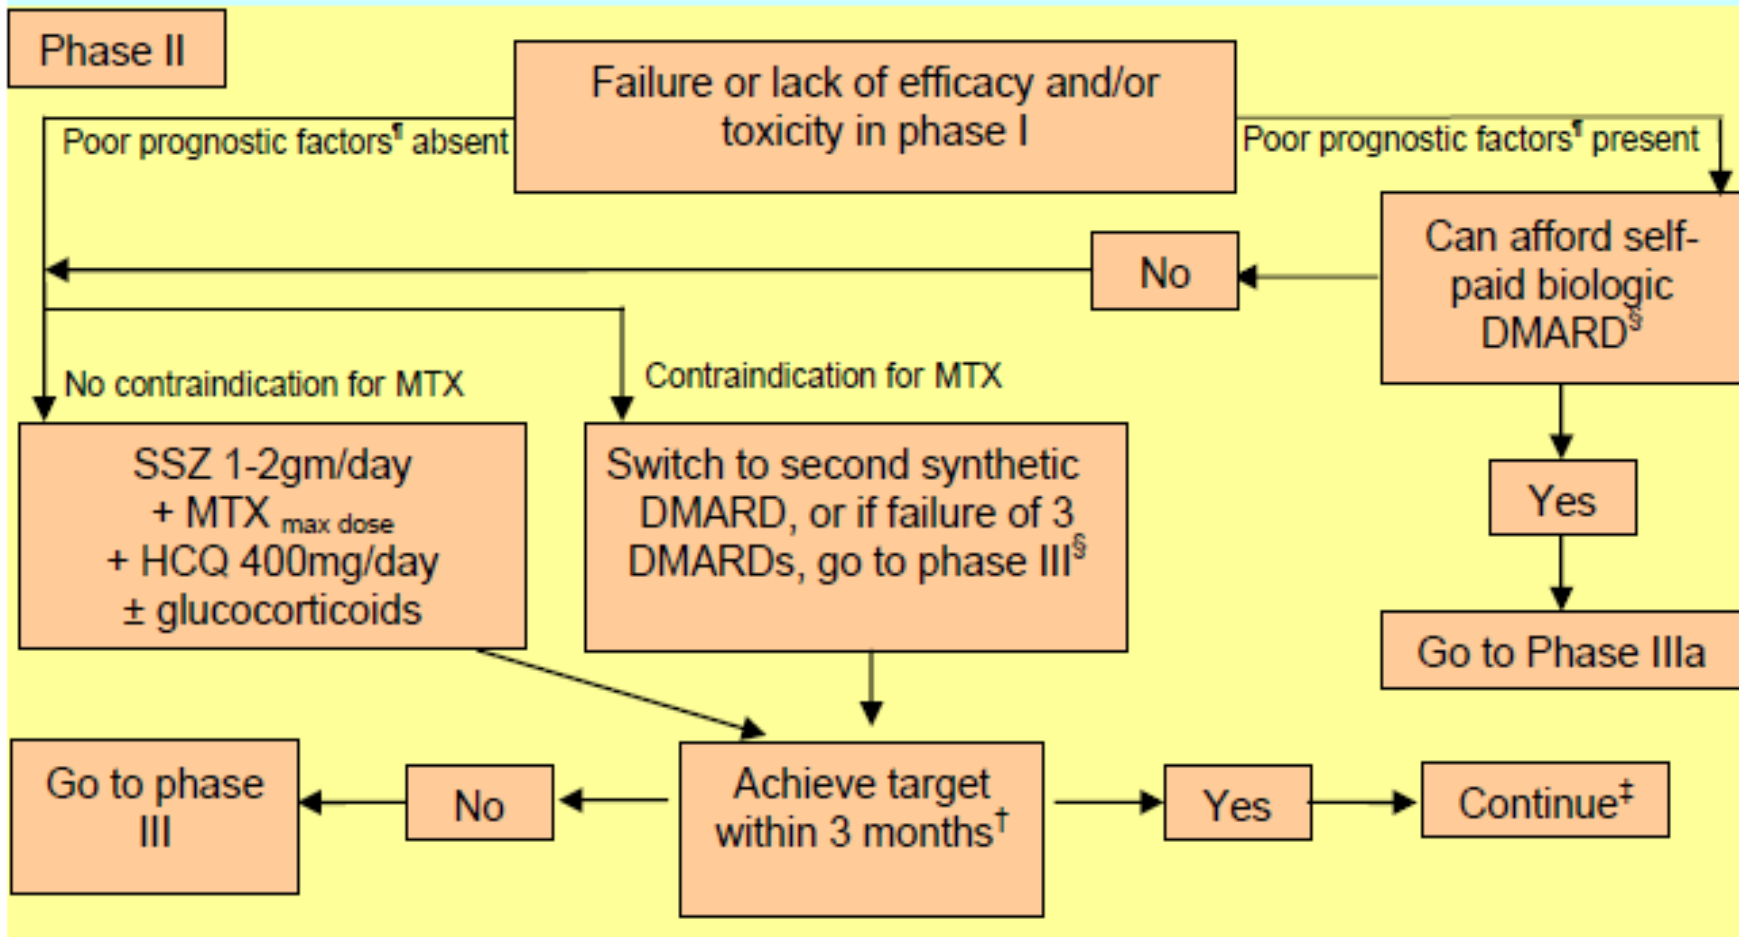 Phase II
Failure or lack of efficacy and/or
toxicity in phase I
Poor prognostic factors¶ absent
Poor prognostic factors¶ present
Can afford self-
paid biologic
DMARD§
No
No contraindication for MTX
Contraindication for MTX
SSZ 1-2gm/day
+ MTX max dose
+ HCQ 400mg/day
± glucocorticoids
Switch to second synthetic
DMARD, or if failure of 3
DMARDs, go to phase III§
Yes
Go to Phase IIIa
Go to phase
III
No
Achieve target
within 3 months†
Yes
Continue‡